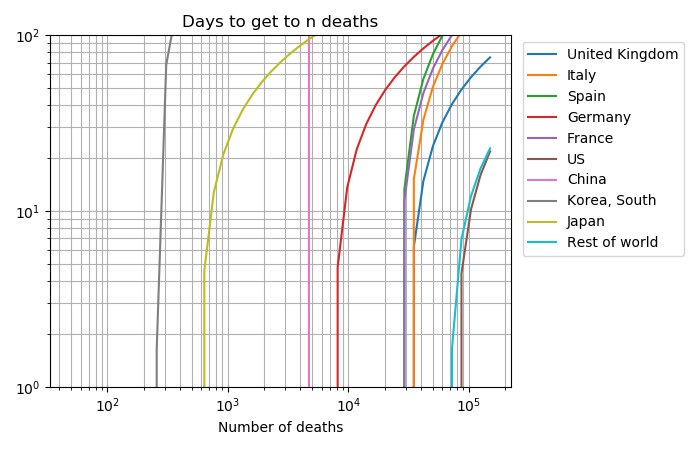 Days to get to n deaths
10²
10¹
10⁰
10² 10³ 10⁴ 10⁵
Number of deaths
United Kingdom
Italy
Spain
Germany
France
US
China
Korea, South
Japan
Rest of world